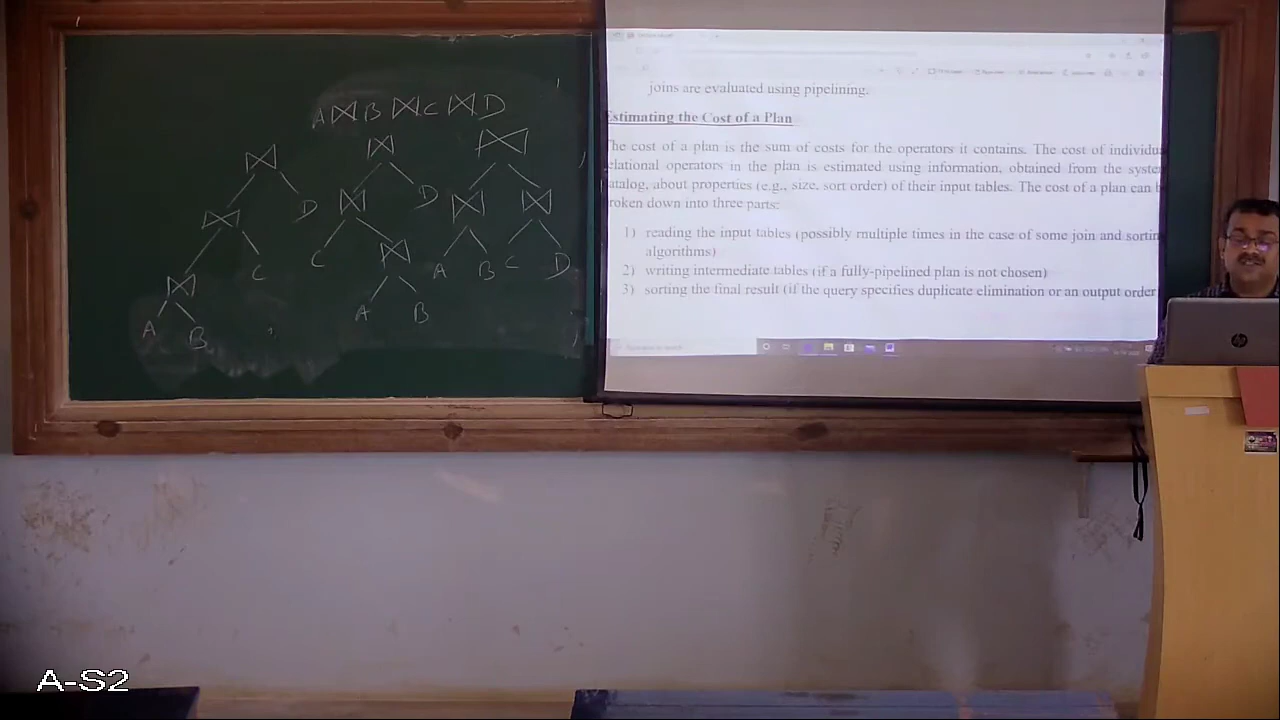 A ⋈ B ⋈ C ⋈ D
⋈ ⋈ ⋈
⋈ D ⋈ D ⋈ ⋈
⋈ C C ⋈ A B C D
A B A B
joins are evaluated using pipelining.
Estimating the Cost of a Plan
The cost of a plan is the sum of costs for the operators it contains. The cost of individua
elational operators in the plan is estimated using information, obtained from the syste
atalog, about properties (e.g., size, sort order) of their input tables. The cost of a plan can b
roken down into three parts:
1) reading the input tables (possibly multiple times in the case of some join and sortin
algorithms)
2) writing intermediate tables (if a fully-pipelined plan is not chosen)
3) sorting the final result (if the query specifies duplicate elimination or an output order
hp
A-S2